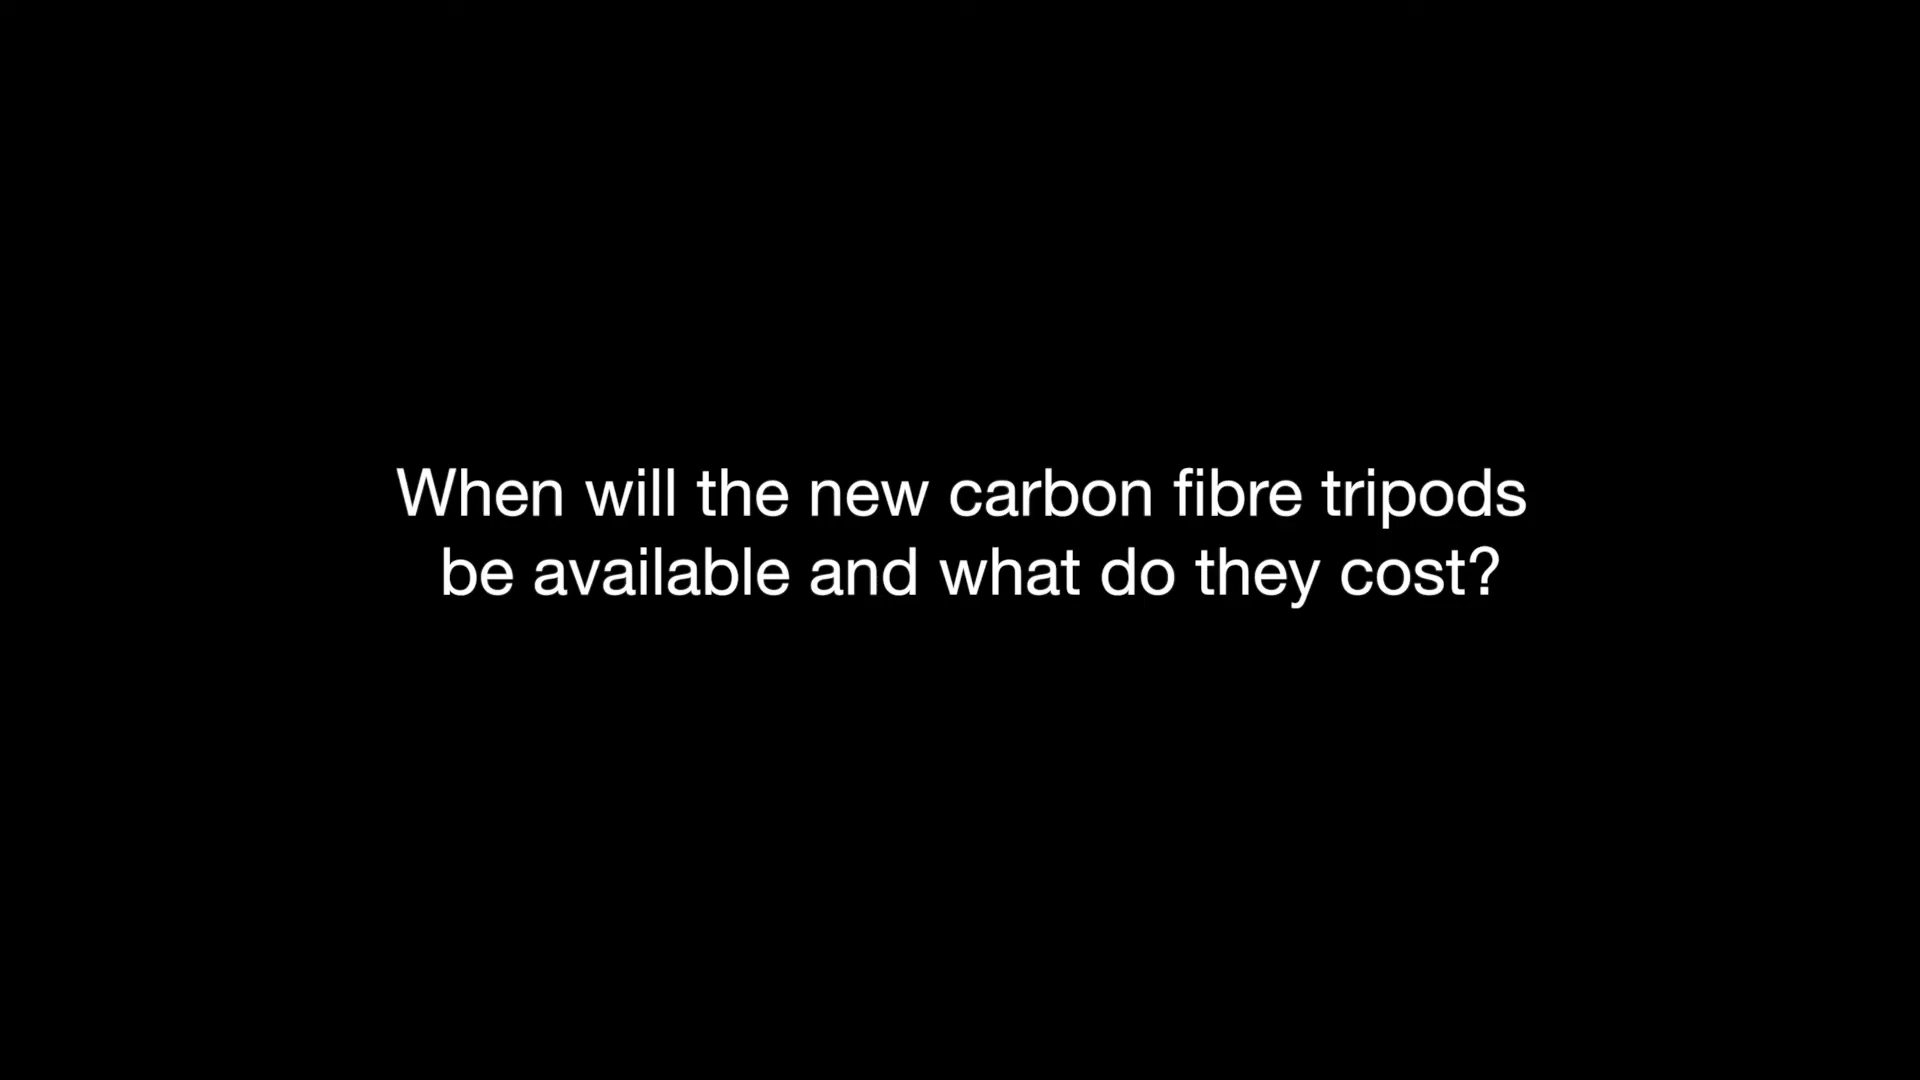 When will the new carbon fibre tripods
be available and what do they cost?